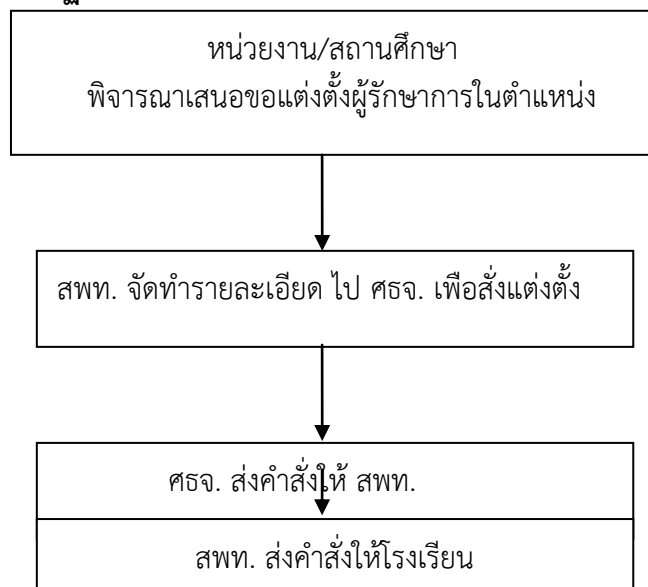 หน่วยงาน/สถานศึกษา
พิจารณาเสนอขอแต่งตั้งผู้รักษาการในตำแหน่ง
สพท. จัดทำรายละเอียด ไป ศธจ. เพื่อสั่งแต่งตั้ง
ศธจ. ส่งคำสั่งให้ สพท.
สพท. ส่งคำสั่งให้โรงเรียน